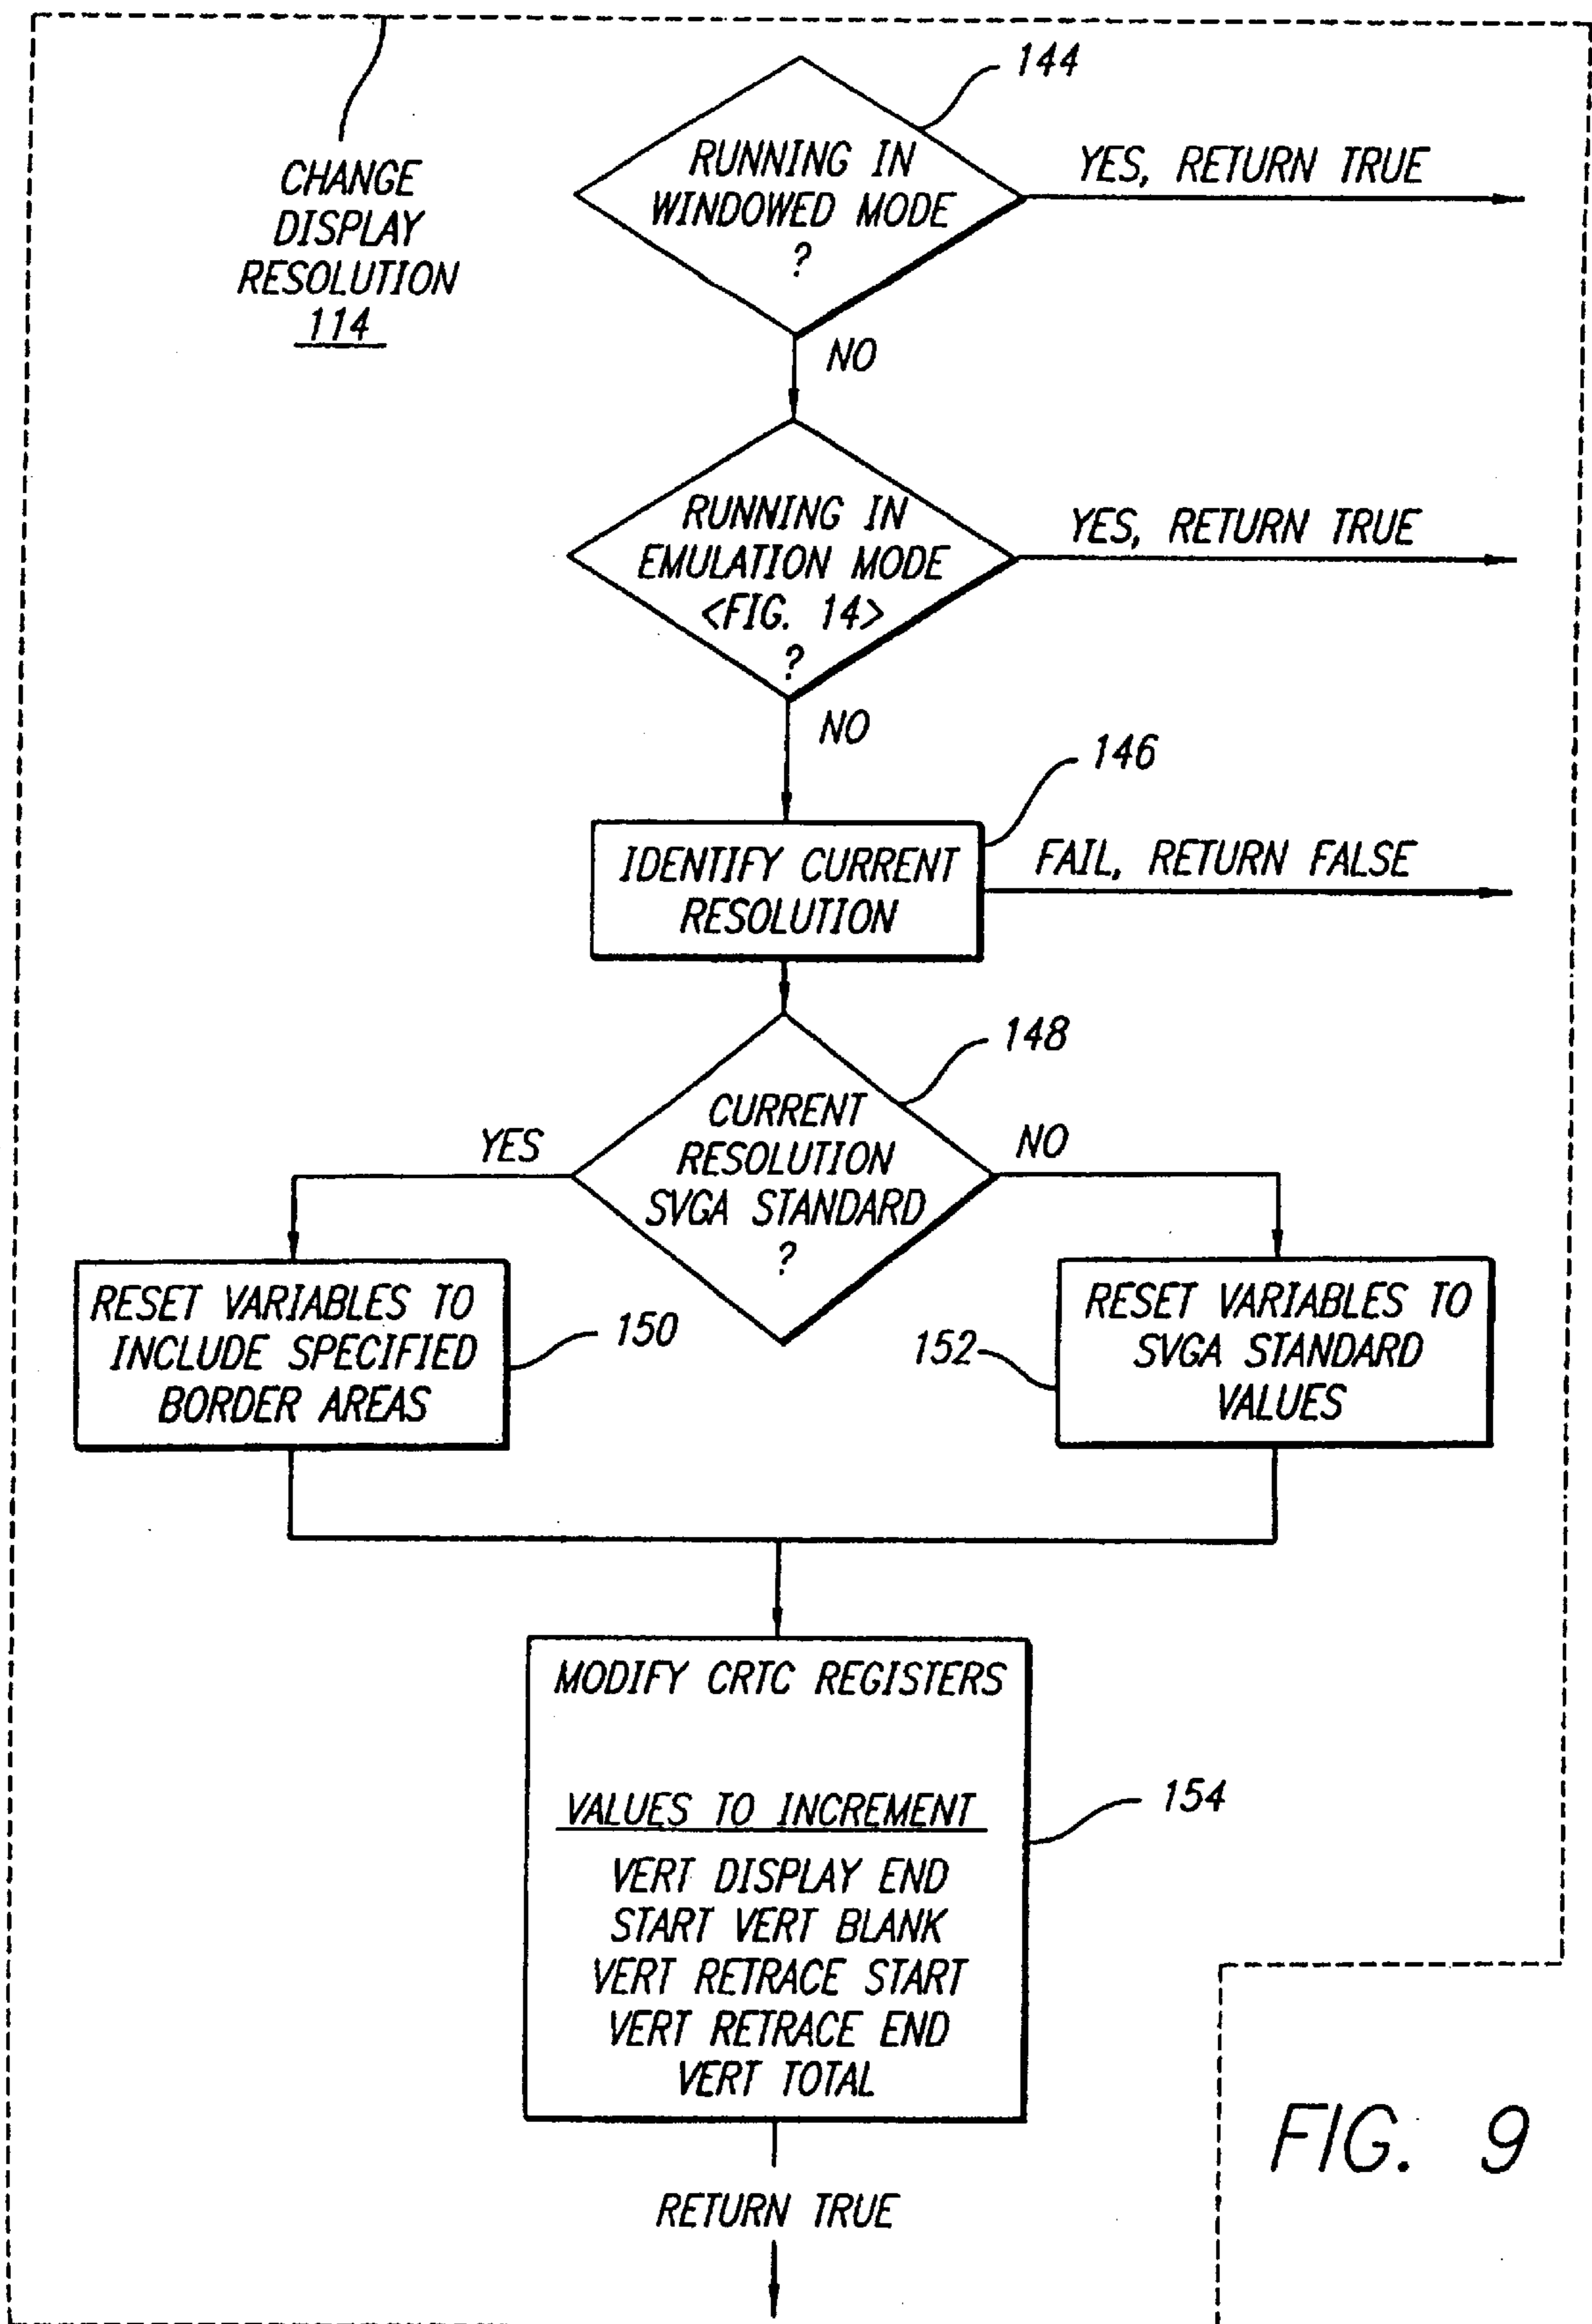 144
RUNNING IN
WINDOWED MODE
?
YES, RETURN TRUE
CHANGE
DISPLAY
RESOLUTION
114
NO
RUNNING IN
EMULATION MODE
<FIG. 14>
?
YES, RETURN TRUE
NO
146
IDENTIFY CURRENT
RESOLUTION
FAIL, RETURN FALSE
148
CURRENT
RESOLUTION
SVGA STANDARD
?
YES
NO
RESET VARIABLES TO
INCLUDE SPECIFIED
BORDER AREAS
150
152
RESET VARIABLES TO
SVGA STANDARD
VALUES
MODIFY CRTC REGISTERS
VALUES TO INCREMENT
VERT DISPLAY END
START VERT BLANK
VERT RETRACE START
VERT RETRACE END
VERT TOTAL
154
RETURN TRUE
FIG. 9